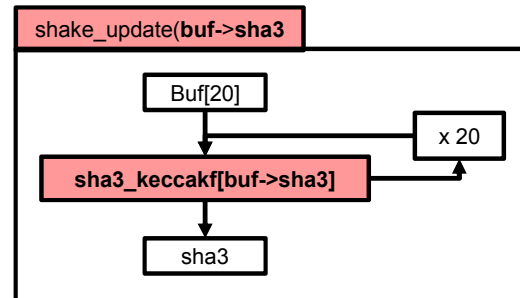 shake_update(buf->sha3
Buf[20]
x 20
sha3_keccakf[buf->sha3]
sha3